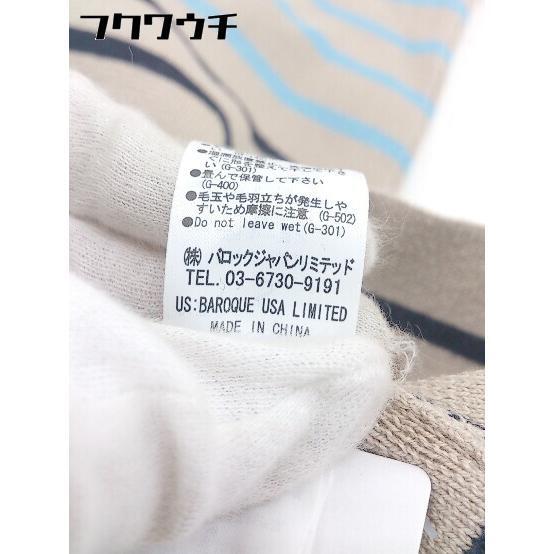 フクワウチ
い(G-301)
●畳んで保管して下さい
(G-400)
●毛玉や毛羽立ちが発生しや
すいため摩擦に注意 (G-502)
●Do not leave wet(G-301)
㈱ バロックジャパンリミテッド
TEL. 03-6730-9191
US:BAROQUE USA LIMITED
MADE IN CHINA